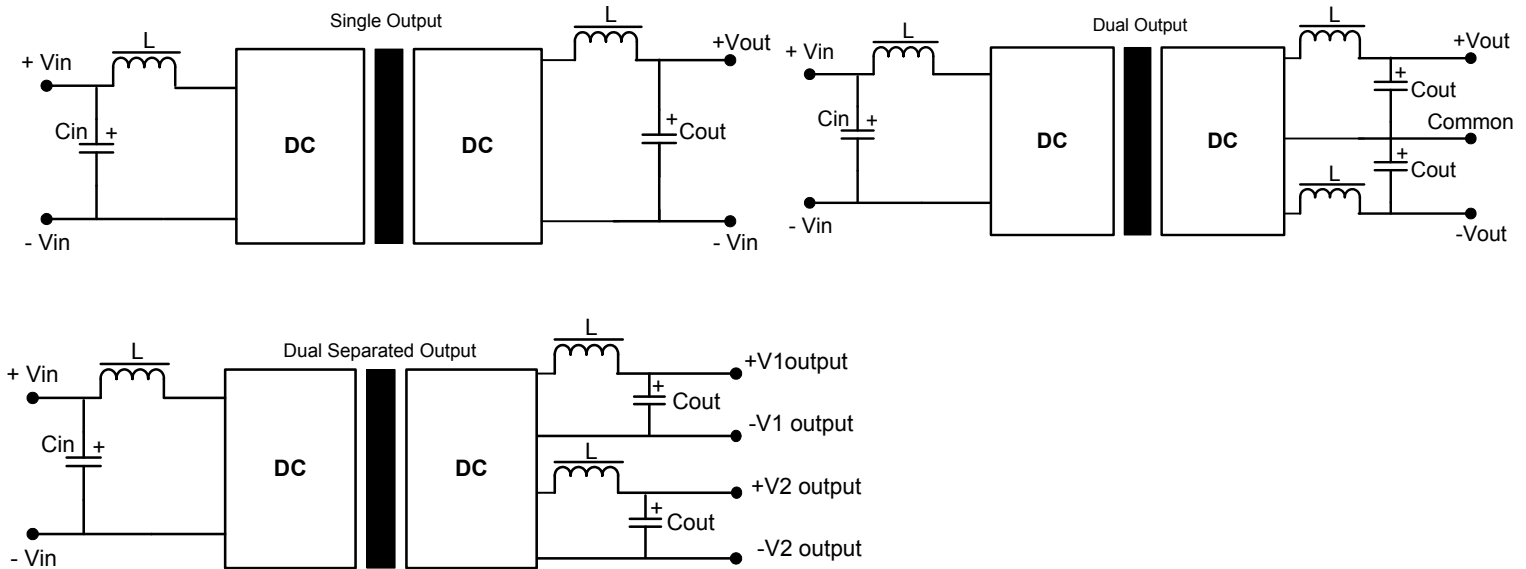 Single Output
L
+ Vin
Cin
+
- Vin
DC
DC
L
+Vout
+
Cout
- Vin
Dual Output
L
+ Vin
Cin
+
- Vin
DC
DC
L
+Vout
+
Cout
Common
+
Cout
L
-Vout
Dual Separated Output
L
+ Vin
Cin
+
- Vin
DC
DC
L
+V1output
+
Cout
-V1 output
L
+V2 output
+
Cout
-V2 output